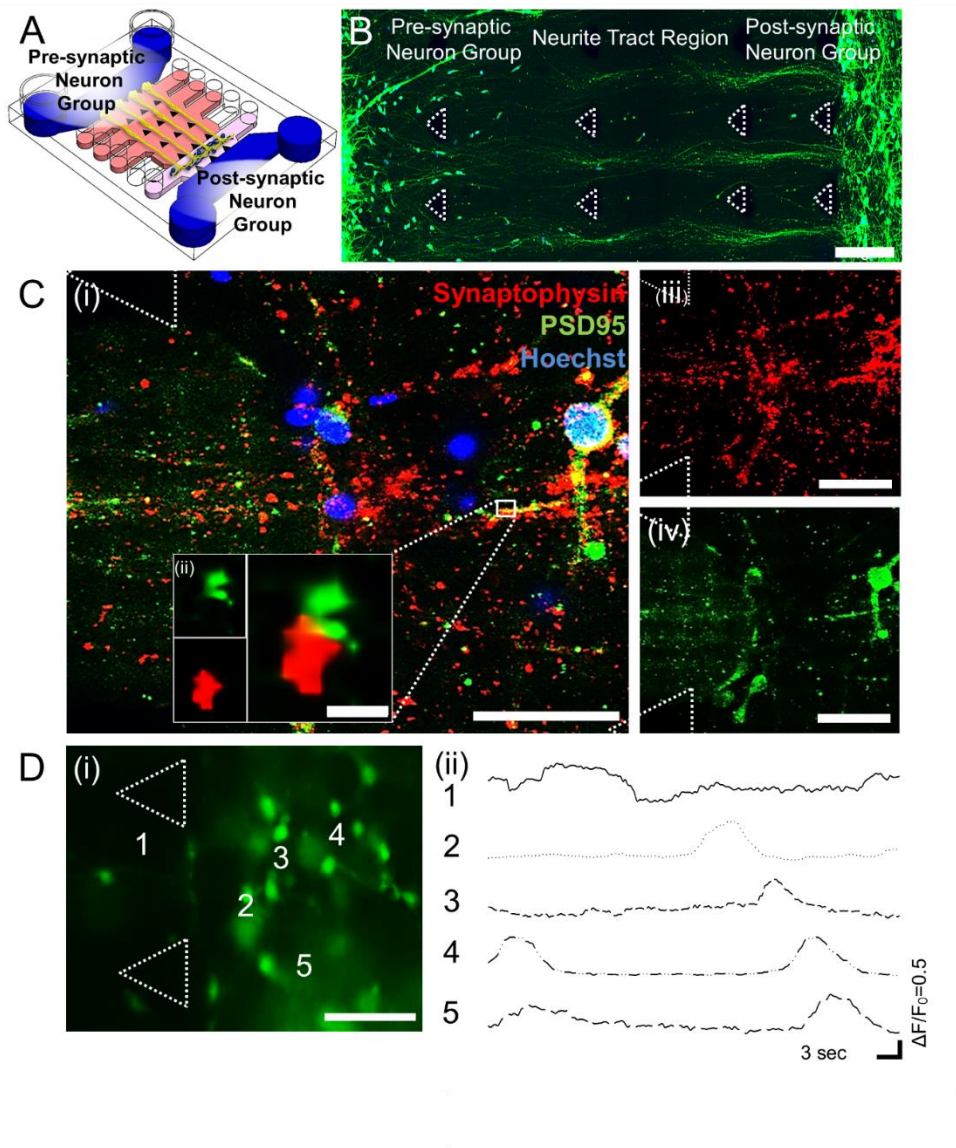 A
Pre-synaptic
Neuron
Group
Post-synaptic
Neuron
Group
B
Pre-synaptic
Neuron Group
Neurite Tract Region
Post-synaptic
Neuron Group
C
(i)
Synaptophysin
PSD95
Hoechst
(ii)
(iii)
(iv)
D
(i)
1
2
3
4
5
(ii)
1
2
3
4
5
3 sec
ΔF/F₀=0.5